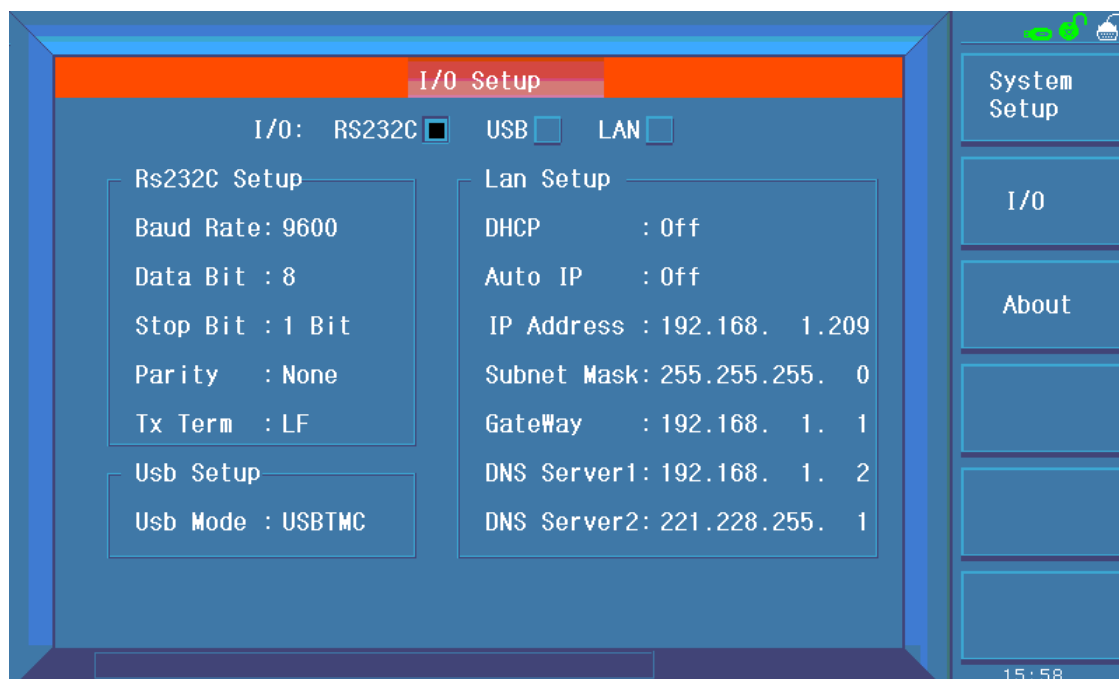 I/O Setup
I/O: RS232C USB LAN
Rs232C Setup
Baud Rate: 9600
Data Bit : 8
Stop Bit : 1 Bit
Parity : None
Tx Term : LF
Usb Setup
Usb Mode : USBTMC
Lan Setup
DHCP : Off
Auto IP : Off
IP Address : 192.168. 1.209
Subnet Mask: 255.255.255. 0
GateWay : 192.168. 1. 1
DNS Server1: 192.168. 1. 2
DNS Server2: 221.228.255. 1
System
Setup
I/O
About
15:58